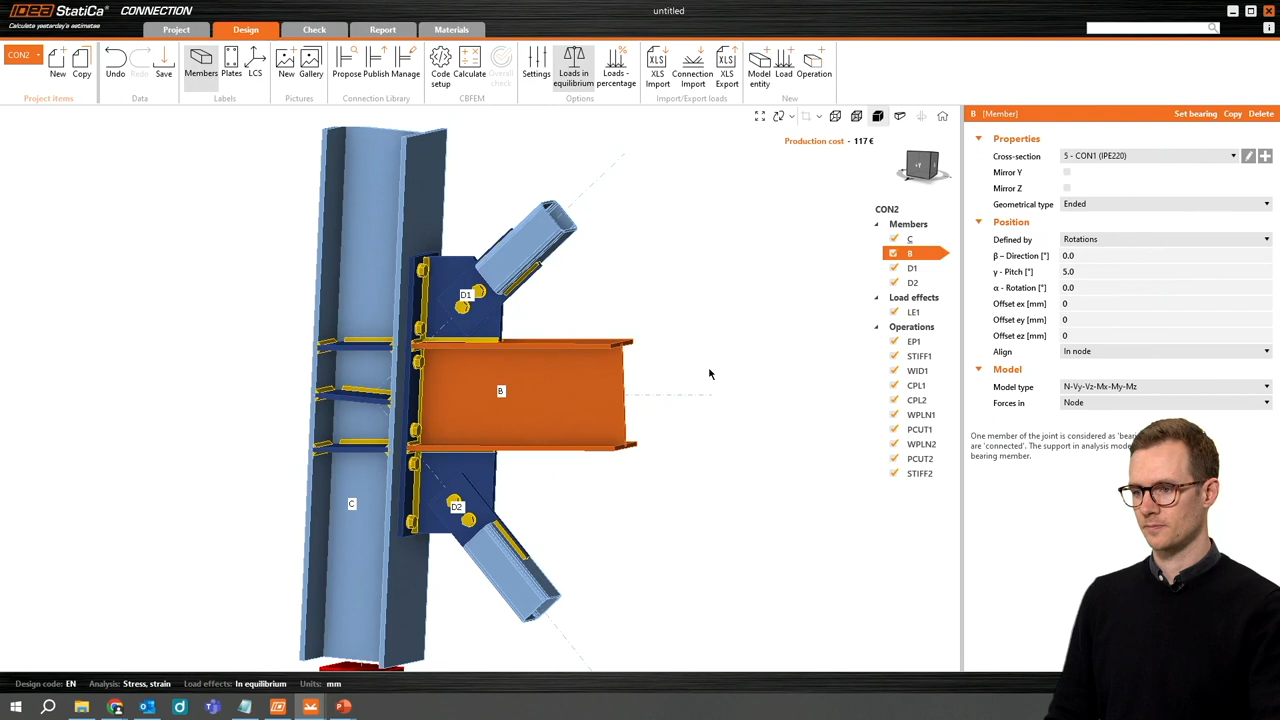 IDEA StatiCa® CONNECTION
Calculate yesterday's estimates
untitled
Project
Design
Check
Report
Materials
CON2
New
Copy
Undo
Redo
Save
Members
Plates
LCS
New
Gallery
Propose
Publish
Manage
Code setup
Calculate
Overall check
Settings
Loads in equilibrium
Loads - percentage
XLS Import
Connection Import
XLS Export
Model entity
Load
Operation
Project items
Data
Labels
Pictures
Connection Library
CBFEM
Options
Import/Export loads
New
Production cost - 117 €
B [Member]
Set bearing
Copy
Delete
Properties
Cross-section
5 - CON1 (IPE220)
Mirror Y
Mirror Z
Geometrical type
Ended
Position
Defined by
Rotations
β – Direction [°]
0.0
γ - Pitch [°]
5.0
α - Rotation [°]
0.0
Offset ex [mm]
0
Offset ey [mm]
0
Offset ez [mm]
0
Align
In node
Model
Model type
N-Vy-Vz-Mx-My-Mz
Forces in
Node
One member of the joint is considered as 'bea
are 'connected'. The support in analysis mode
bearing member.
CON2
Members
C
B
D1
D2
Load effects
LE1
Operations
EP1
STIFF1
WID1
CPL1
CPL2
WPLN1
PCUT1
WPLN2
PCUT2
STIFF2
D1
B
C
D2
Design code: EN
Analysis: Stress, strain
Load effects: In equilibrium
Units: mm